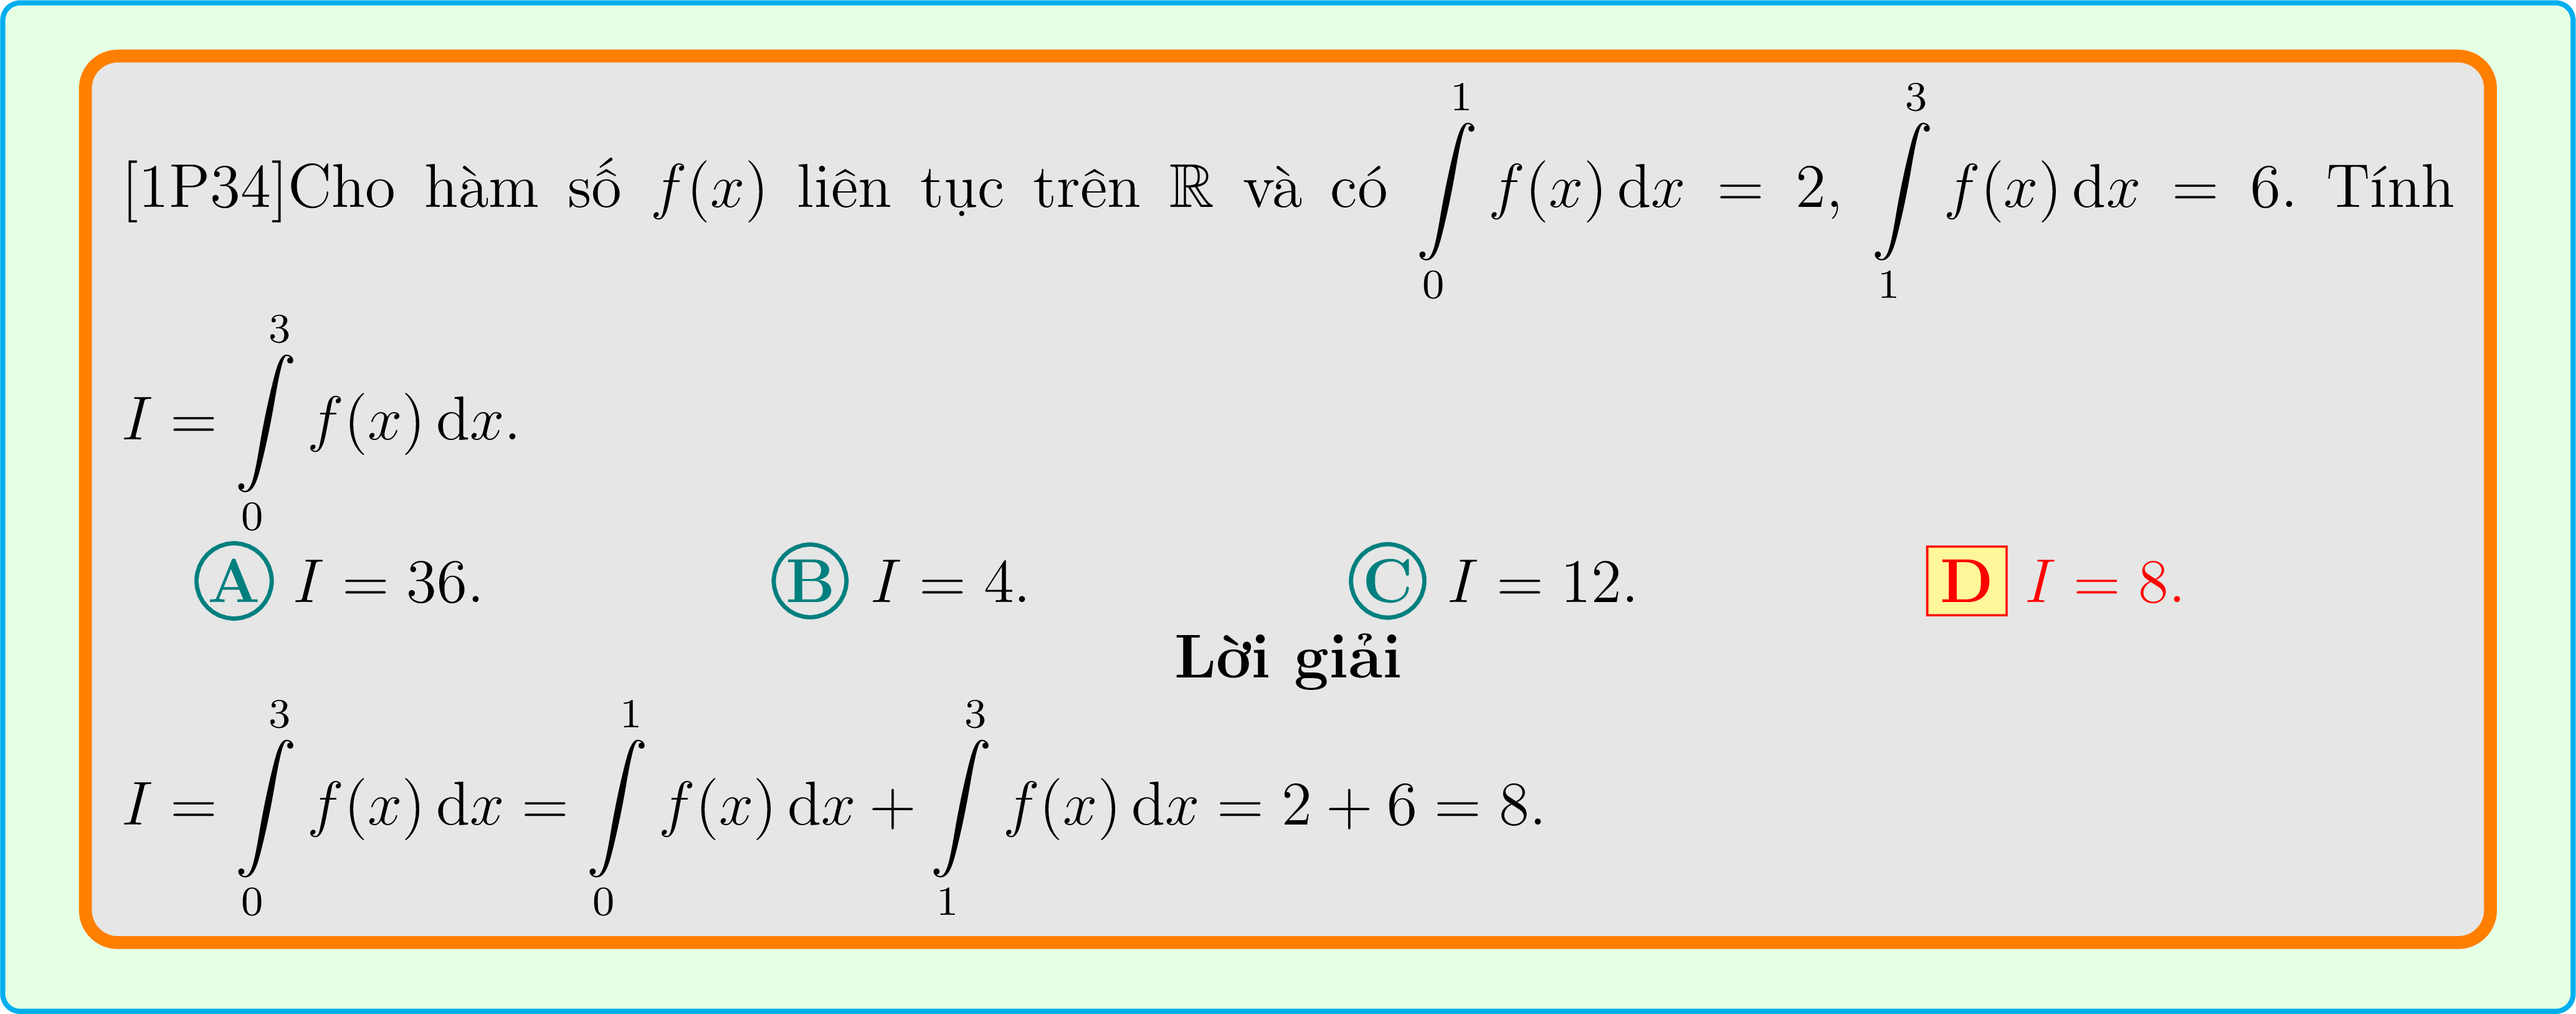 [1P34]Cho hàm số $f(x)$ liên tục trên $\mathbb{R}$ và có $\int\limits_0^1 f(x)\,\mathrm{d}x = 2$, $\int\limits_1^3 f(x)\,\mathrm{d}x = 6$. Tính
$I = \int\limits_0^3 f(x)\,\mathrm{d}x$.
A $I = 36$. B $I = 4$. C $I = 12$. D $I = 8$.
Lời giải
$I = \int\limits_0^3 f(x)\,\mathrm{d}x = \int\limits_0^1 f(x)\,\mathrm{d}x + \int\limits_1^3 f(x)\,\mathrm{d}x = 2 + 6 = 8$.